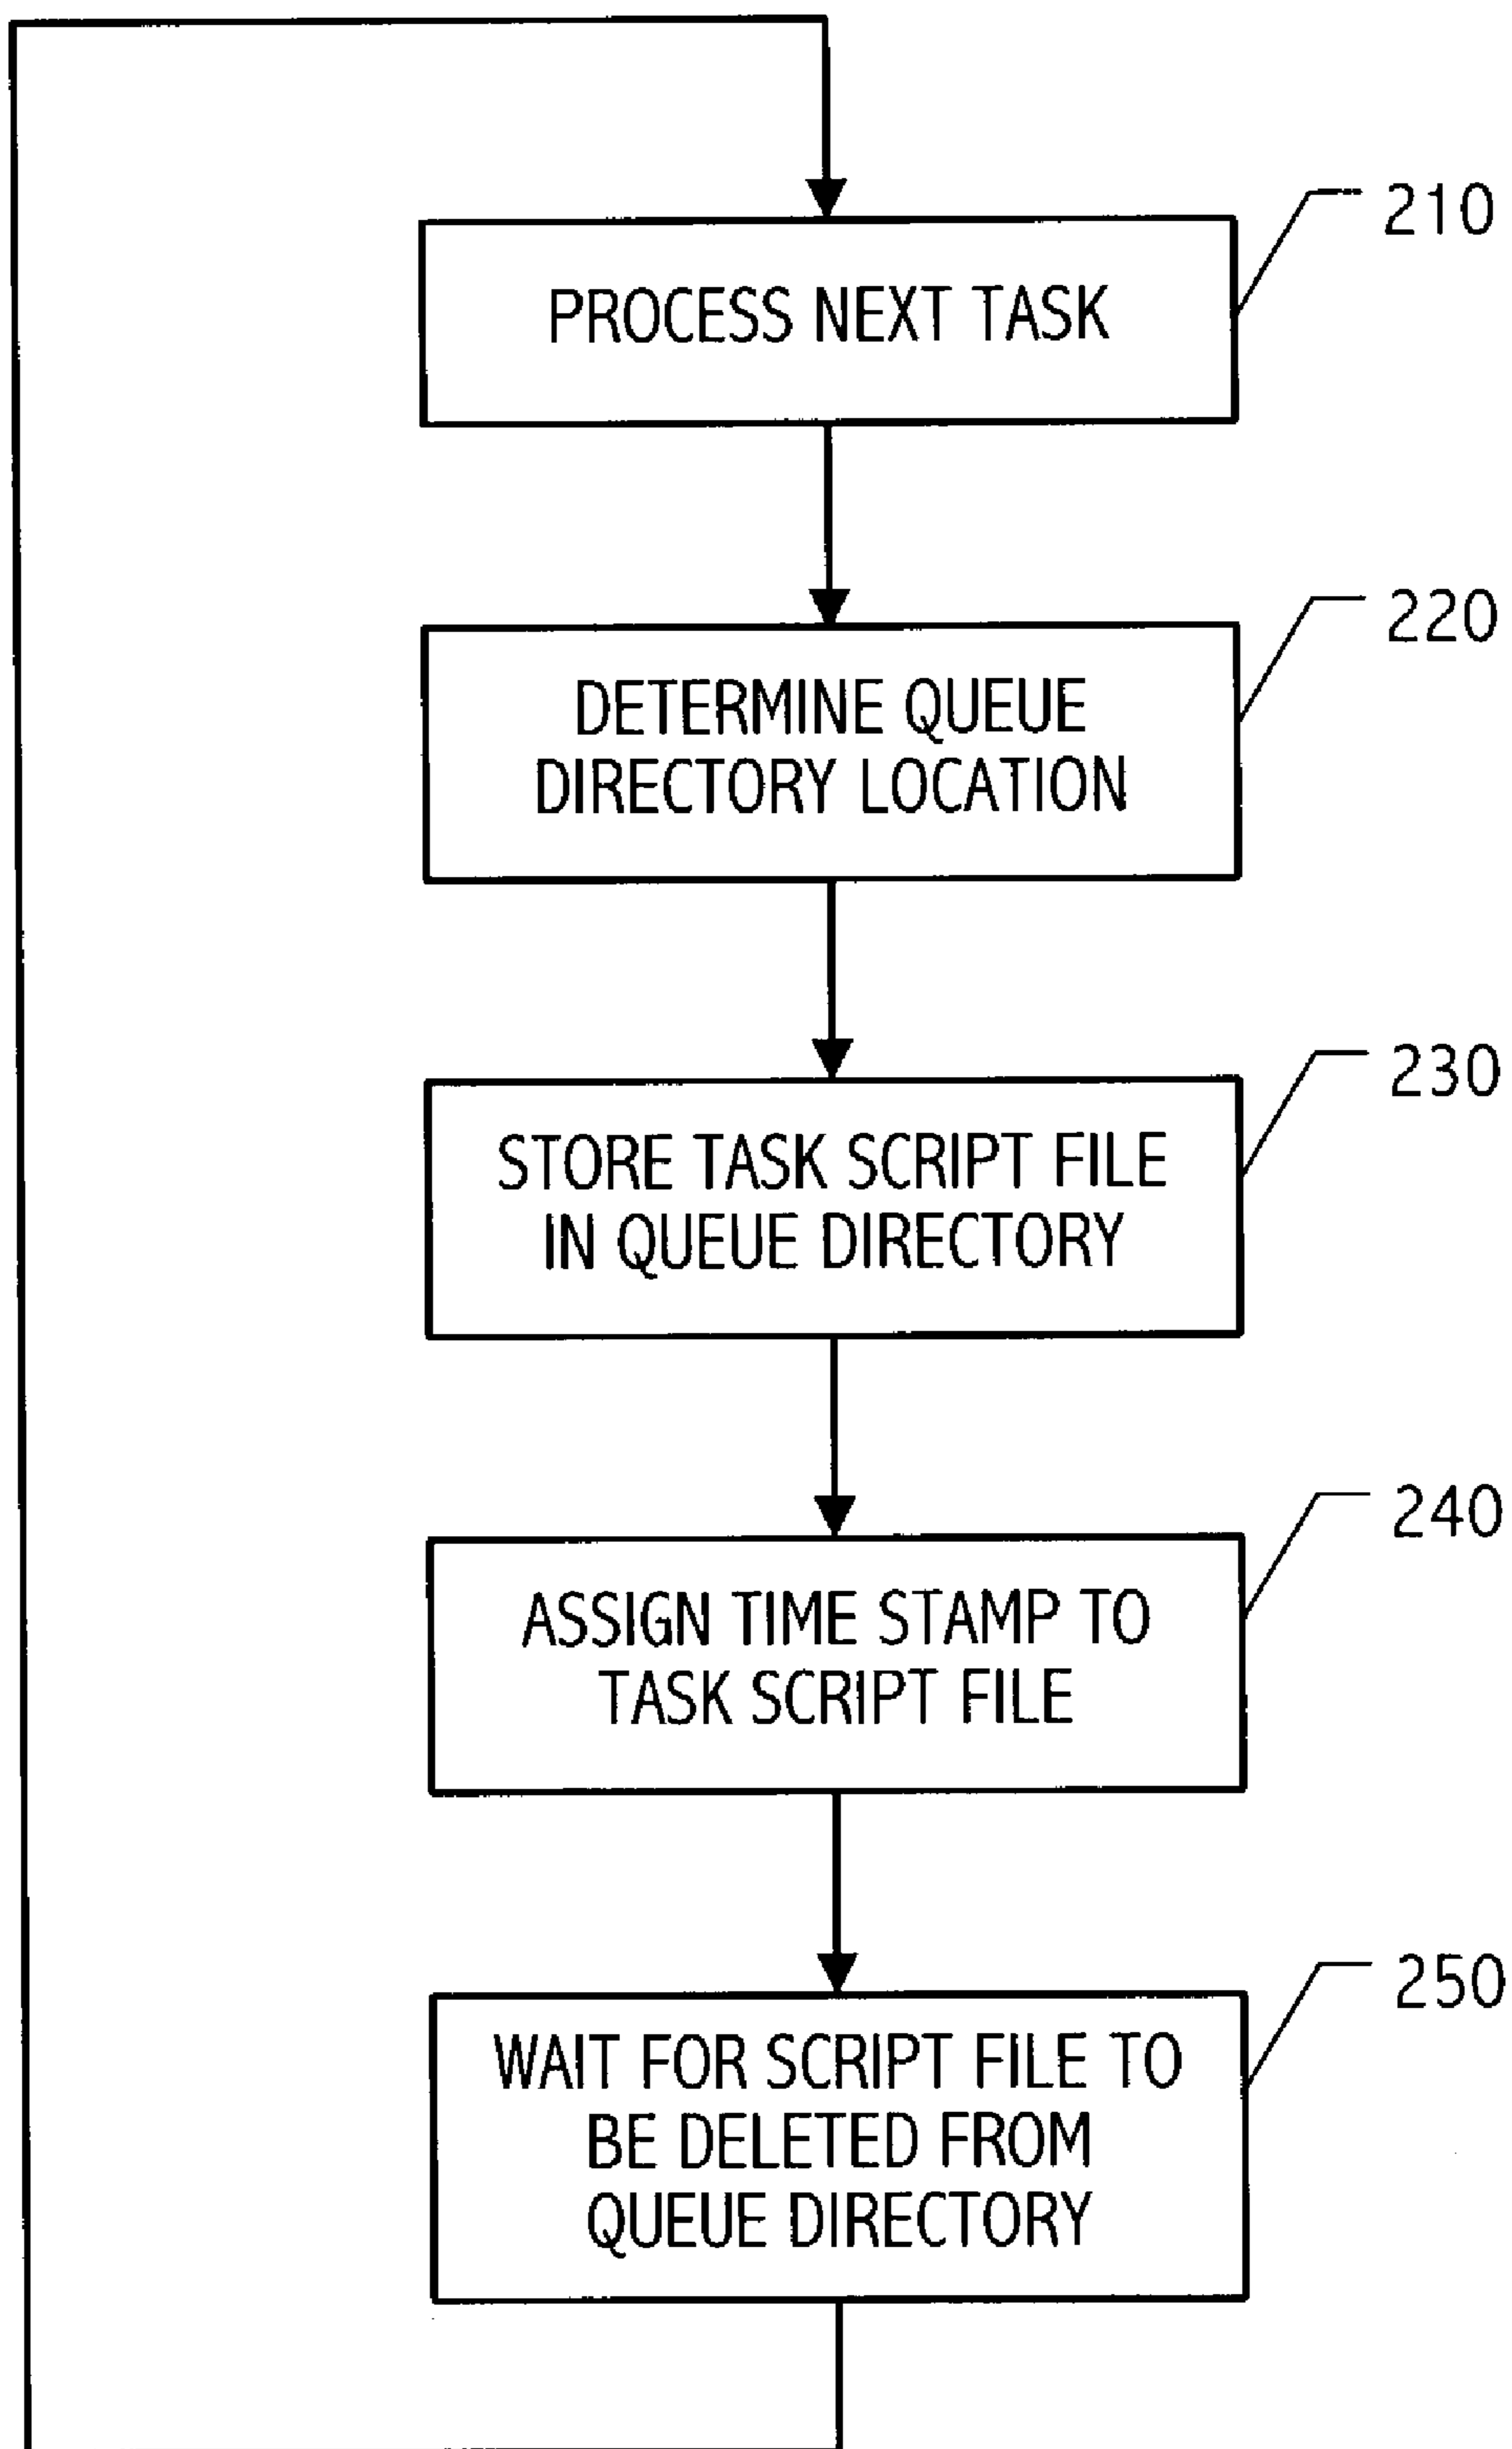 210
PROCESS NEXT TASK
220
DETERMINE QUEUE
DIRECTORY LOCATION
230
STORE TASK SCRIPT FILE
IN QUEUE DIRECTORY
240
ASSIGN TIME STAMP TO
TASK SCRIPT FILE
250
WAIT FOR SCRIPT FILE TO
BE DELETED FROM
QUEUE DIRECTORY